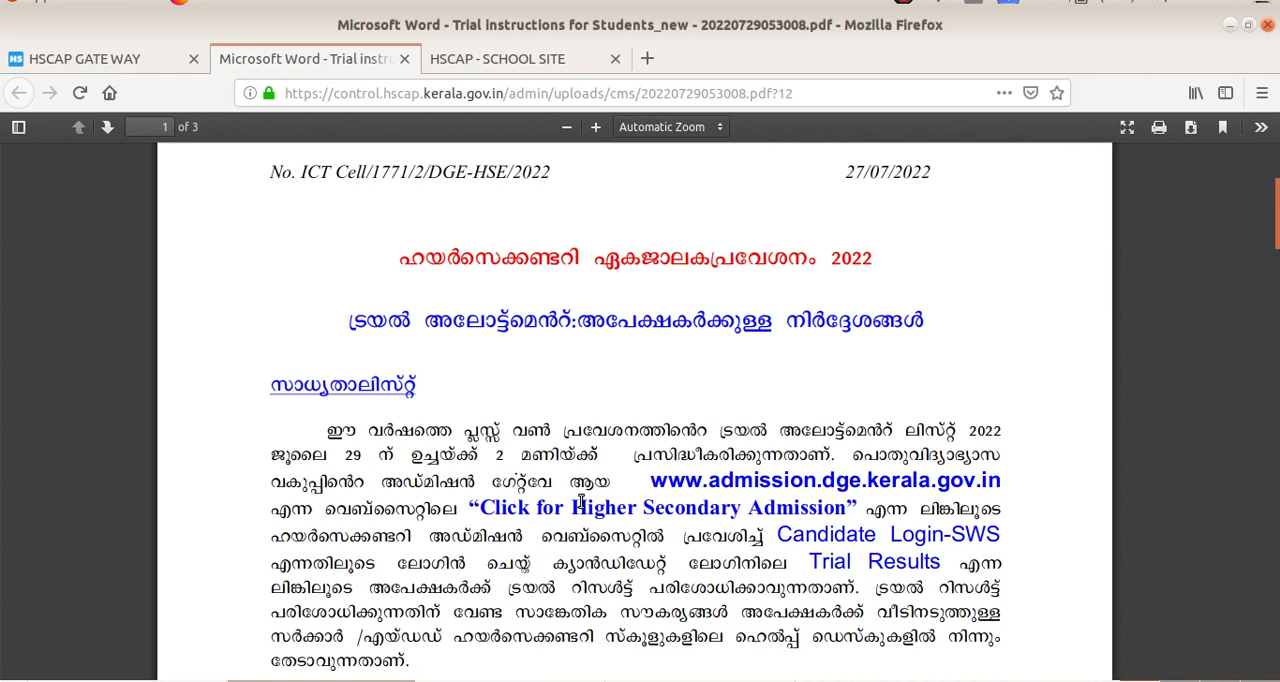 Microsoft Word - Trial instructions for Students_new - 20220729053008.pdf - Mozilla Firefox
HS HSCAP GATE WAY
Microsoft Word - Trial instru
HSCAP - SCHOOL SITE
https://control.hscap.kerala.gov.in/admin/uploads/cms/20220729053008.pdf?12
1 of 3
Automatic Zoom
No. ICT Cell/1771/2/DGE-HSE/2022 27/07/2022
ഹയർസെക്കണ്ടറി ഏകജാലകപ്രവേശനം 2022
ട്രയൽ അലോട്ട്മെൻറ്:അപേക്ഷകർക്കുള്ള നിർദ്ദേശങ്ങൾ
സാധ്യതാലിസ്റ്റ്
ഈ വർഷത്തെ പ്ലസ്സ് വൺ പ്രവേശനത്തിൻെറ ട്രയൽ അലോട്ട്മെൻറ് ലിസ്റ്റ് 2022
ജൂലൈ 29 ന് ഉച്ചയ്ക്ക് 2 മണിയ്ക്ക് പ്രസിദ്ധീകരിക്കുന്നതാണ്. പൊതുവിദ്യാഭ്യാസ
വകുപ്പിൻെറ അഡ്മിഷൻ ഗേറ്റ്‌വേ ആയ www.admission.dge.kerala.gov.in
എന്ന വെബ്സൈറ്റിലെ “Click for Higher Secondary Admission” എന്ന ലിങ്കിലൂടെ
ഹയർസെക്കണ്ടറി അഡ്മിഷൻ വെബ്സൈറ്റിൽ പ്രവേശിച്ച് Candidate Login-SWS
എന്നതിലൂടെ ലോഗിൻ ചെയ്ത് ക്യാൻഡിഡേറ്റ് ലോഗിനിലെ Trial Results എന്ന
ലിങ്കിലൂടെ അപേക്ഷകർക്ക് ട്രയൽ റിസൾട്ട് പരിശോധിക്കാവുന്നതാണ്. ട്രയൽ റിസൾട്ട്
പരിശോധിക്കുന്നതിന് വേണ്ട സാങ്കേതിക സൗകര്യങ്ങൾ അപേക്ഷകർക്ക് വീടിനടുത്തുള്ള
സർക്കാർ /എയ്ഡഡ് ഹയർസെക്കണ്ടറി സ്കൂളുകളിലെ ഹെൽപ്പ് ഡെസ്കുകളിൽ നിന്നും
തേടാവുന്നതാണ്.